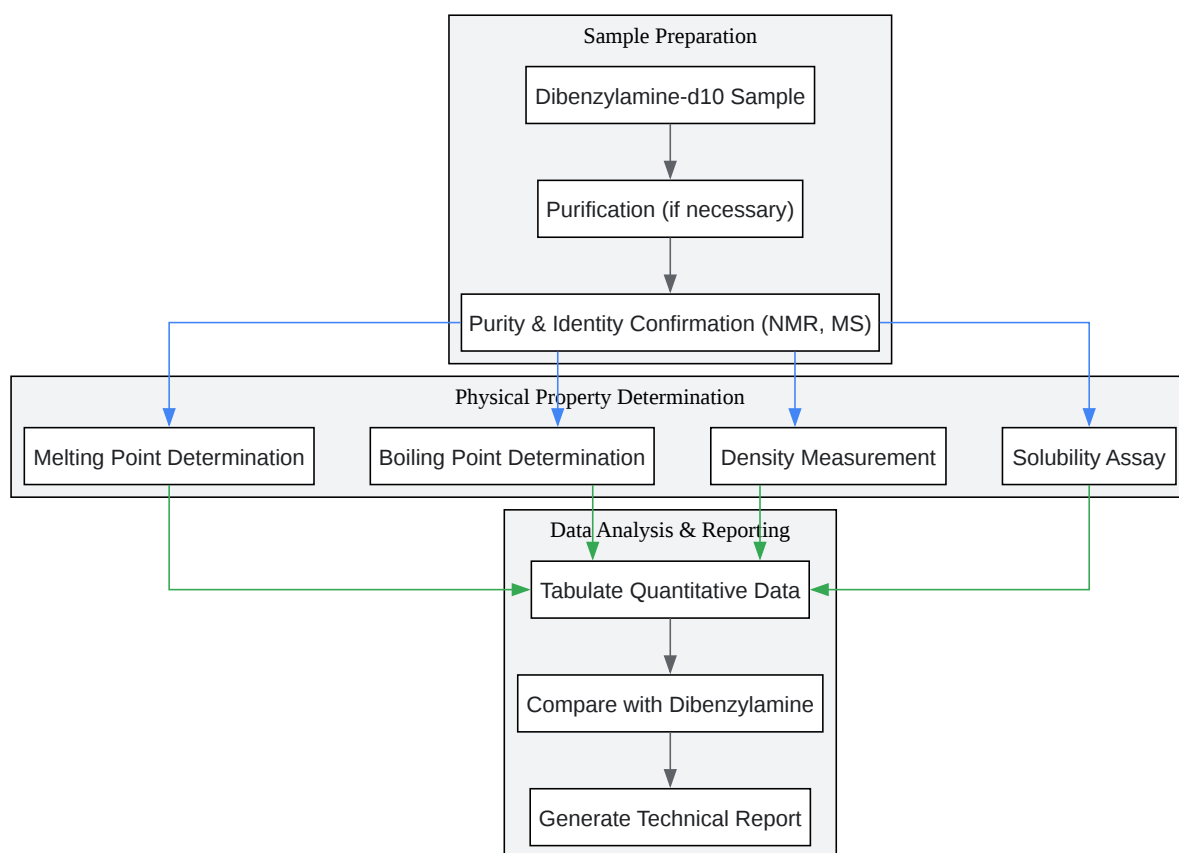 Sample Preparation
Dibenzylamine-d10 Sample
Purification (if necessary)
Purity & Identity Confirmation (NMR, MS)
Physical Property Determination
Melting Point Determination
Boiling Point Determination
Density Measurement
Solubility Assay
Data Analysis & Reporting
Tabulate Quantitative Data
Compare with Dibenzylamine
Generate Technical Report